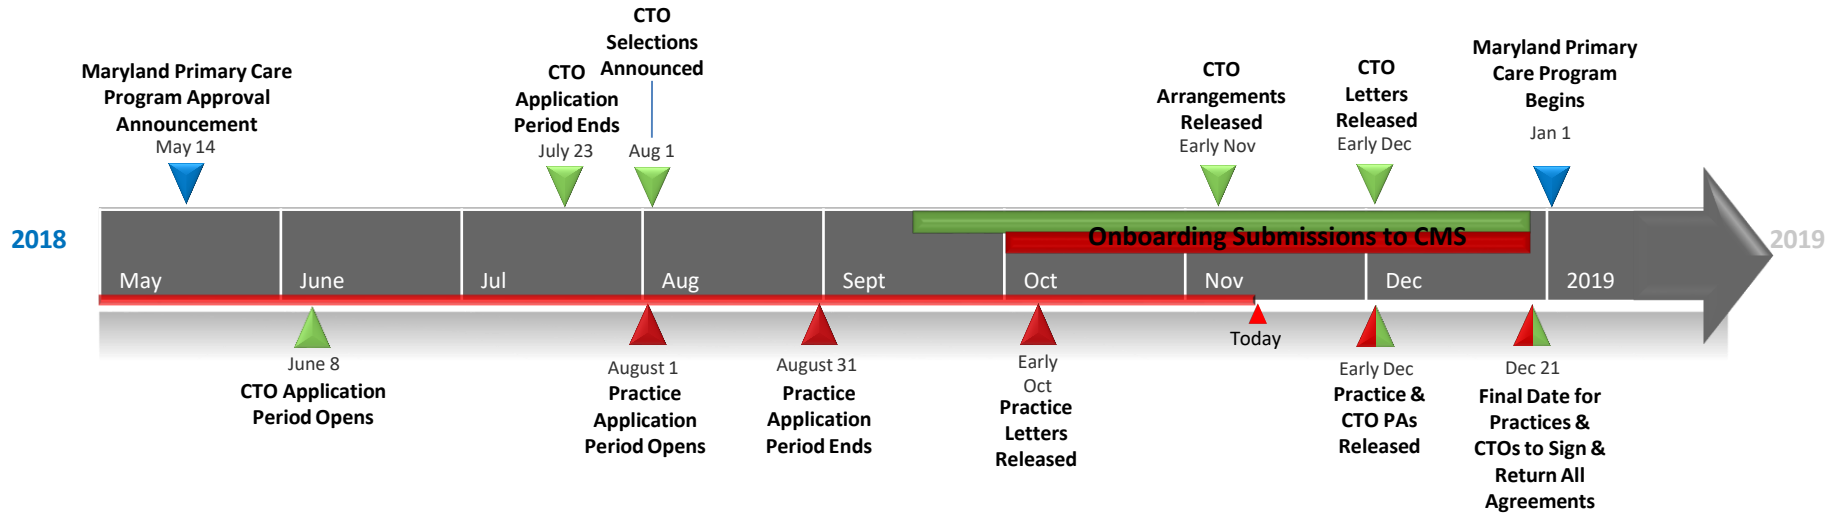 Maryland Primary Care
Program Approval
Announcement
May 14
CTO
Application
Period Ends
July 23
CTO
Selections
Announced
Aug 1
CTO
Arrangements
Released
Early Nov
CTO
Letters
Released
Early Dec
Maryland Primary
Care Program
Begins
Jan 1
2018
Onboarding Submissions to CMS
2019
May
June
Jul
Aug
Sept
Oct
Nov
Dec
2019
June 8
CTO Application
Period Opens
August 1
Practice
Application
Period Opens
August 31
Practice
Application
Period Ends
Early
Oct
Practice
Letters
Released
Today
Early Dec
Practice &
CTO PAs
Released
Dec 21
Final Date for
Practices &
CTOs to Sign &
Return All
Agreements